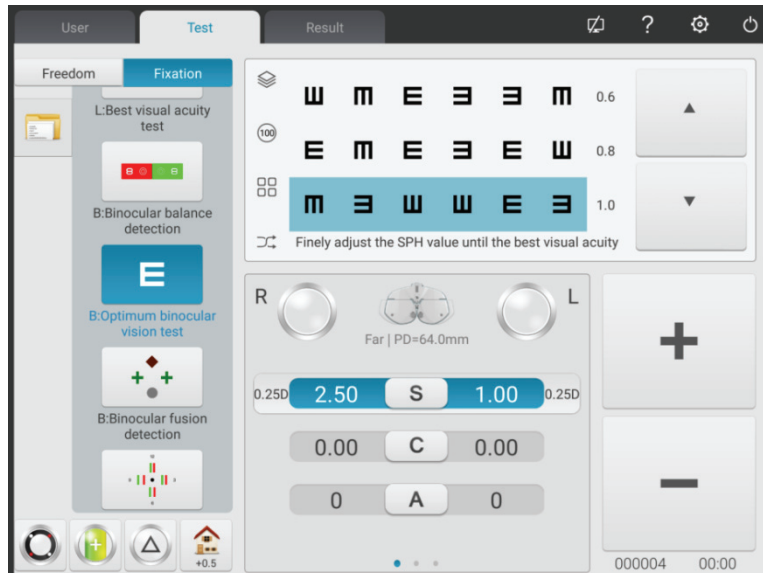 User
Test
Result
?
Freedom
Fixation
L:Best visual acuity
test
B:Binocular balance
detection
B:Optimum binocular
vision test
B:Binocular fusion
detection
+0.5
100
Ш m E Ǝ Ǝ m 0.6
E m E Ǝ E Ш 0.8
m Ǝ Ш Ш E Ǝ 1.0
Finely adjust the SPH value until the best visual acuity
R
L
Far | PD=64.0mm
0.25D 2.50 S 1.00 0.25D
0.00 C 0.00
0 A 0
+
−
000004 00:00